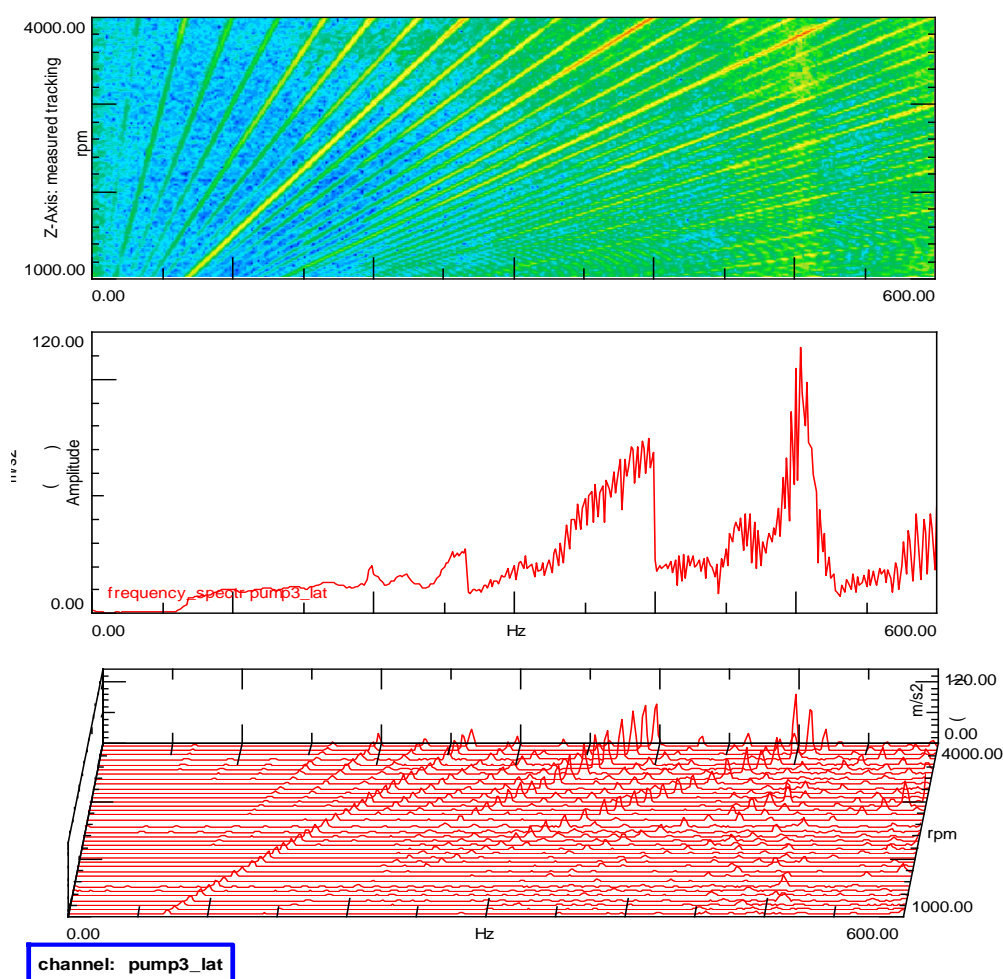 4000.00
Z-Axis: measured tracking
rpm
1000.00
0.00
600.00
120.00
m/s2
( )
Amplitude
0.00
frequency_spectr pump3_lat
0.00
Hz
600.00
120.00
m/s2
(
0.00
4000.00
rpm
1000.00
0.00
Hz
600.00
channel: pump3_lat